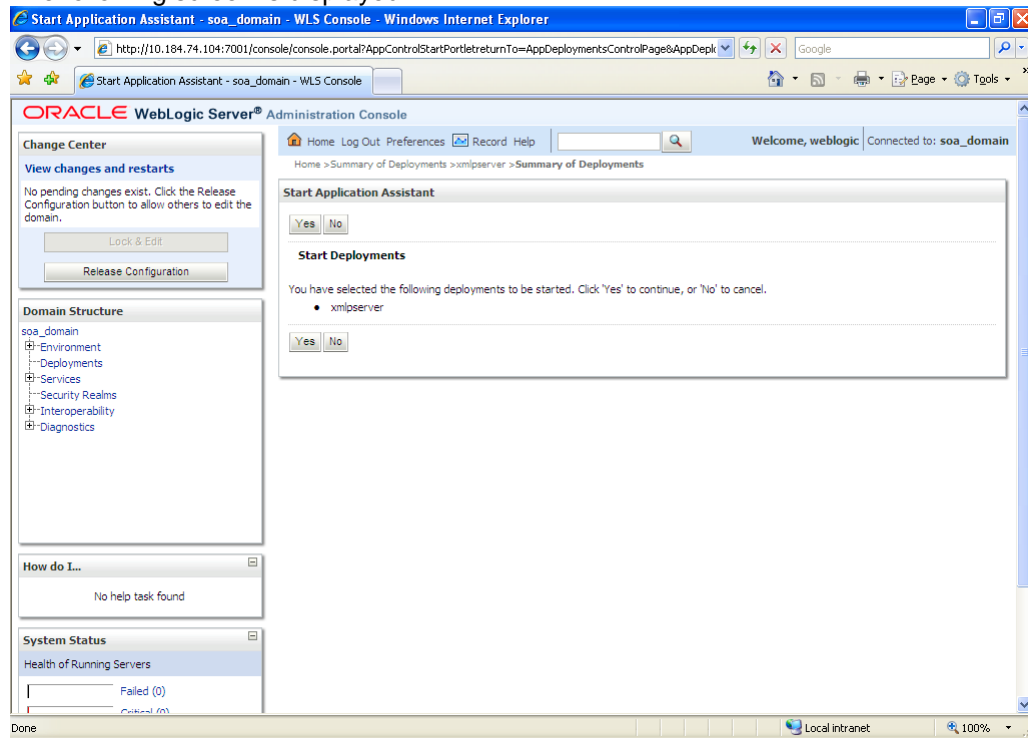 Start Application Assistant - soa_domain - WLS Console - Windows Internet Explorer
http://10.184.74.104:7001/console/console.portal?AppControlStartPortletreturnTo=AppDeploymentsControlPage&AppDepl
Google
Start Application Assistant - soa_domain - WLS Console
Page
Tools
ORACLE WebLogic Server® Administration Console
Change Center
View changes and restarts
No pending changes exist. Click the Release
Configuration button to allow others to edit the
domain.
Lock & Edit
Release Configuration
Domain Structure
soa_domain
Environment
Deployments
Services
Security Realms
Interoperability
Diagnostics
How do I...
No help task found
System Status
Health of Running Servers
Failed (0)
Critical (0)
Home Log Out Preferences Record Help
Welcome, weblogic Connected to: soa_domain
Home >Summary of Deployments >xmlpserver >Summary of Deployments
Start Application Assistant
Yes No
Start Deployments
You have selected the following deployments to be started. Click 'Yes' to continue, or 'No' to cancel.
• xmlpserver
Yes No
Done
Local intranet
100%